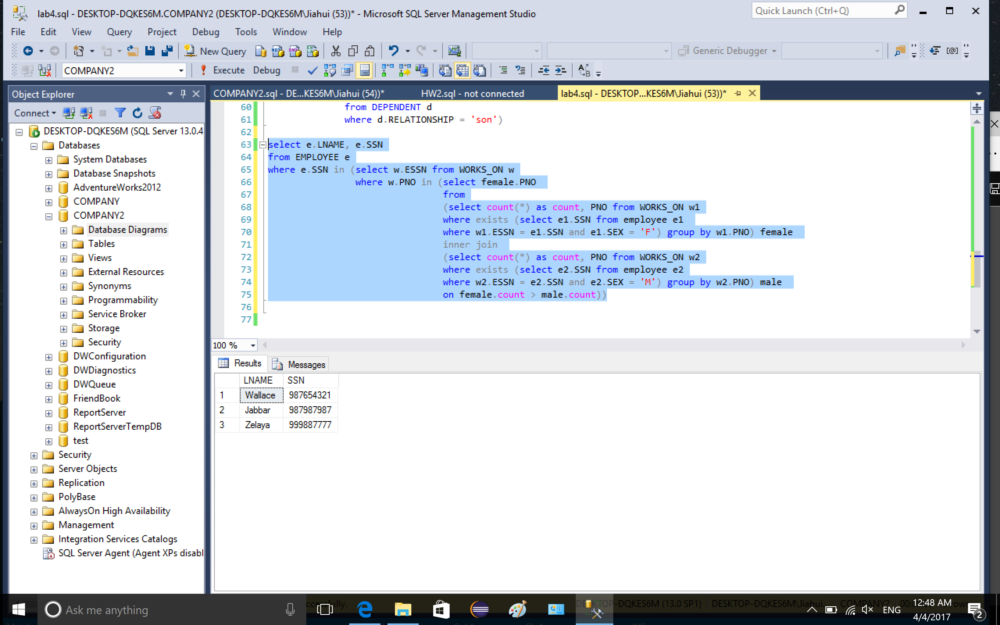 lab4.sql - DESKTOP-DQKES6M.COMPANY2 (DESKTOP-DQKES6M\Jiahui (53))* - Microsoft SQL Server Management Studio
Quick Launch (Ctrl+Q)
File Edit View Query Project Debug Tools Window Help
New Query
Generic Debugger
COMPANY2
Execute Debug
Object Explorer
Connect
DESKTOP-DQKES6M (SQL Server 13.0.4
Databases
System Databases
Database Snapshots
AdventureWorks2012
COMPANY
COMPANY2
Database Diagrams
Tables
Views
External Resources
Synonyms
Programmability
Service Broker
Storage
Security
DWConfiguration
DWDiagnostics
DWQueue
FriendBook
ReportServer
ReportServerTempDB
test
Security
Server Objects
Replication
PolyBase
AlwaysOn High Availability
Management
Integration Services Catalogs
SQL Server Agent (Agent XPs disabl
COMPANY2.sql - DE...KES6M\Jiahui (54))* HW2.sql - not connected lab4.sql - DESKTOP...KES6M\Jiahui (53))*
60 from DEPENDENT d
61 where d.RELATIONSHIP = 'son')
62
63 select e.LNAME, e.SSN
64 from EMPLOYEE e
65 where e.SSN in (select w.ESSN from WORKS_ON w
66 where w.PNO in (select female.PNO
67 from
68 (select count(*) as count, PNO from WORKS_ON w1
69 where exists (select e1.SSN from employee e1
70 where w1.ESSN = e1.SSN and e1.SEX = 'F') group by w1.PNO) female
71 inner join
72 (select count(*) as count, PNO from WORKS_ON w2
73 where exists (select e2.SSN from employee e2
74 where w2.ESSN = e2.SSN and e2.SEX = 'M') group by w2.PNO) male
75 on female.count > male.count))
76
77
100 %
Results Messages
LNAME SSN
1 Wallace 987654321
2 Jabbar 987987987
3 Zelaya 999887777
Ask me anything
ENG
12:48 AM
4/4/2017
2